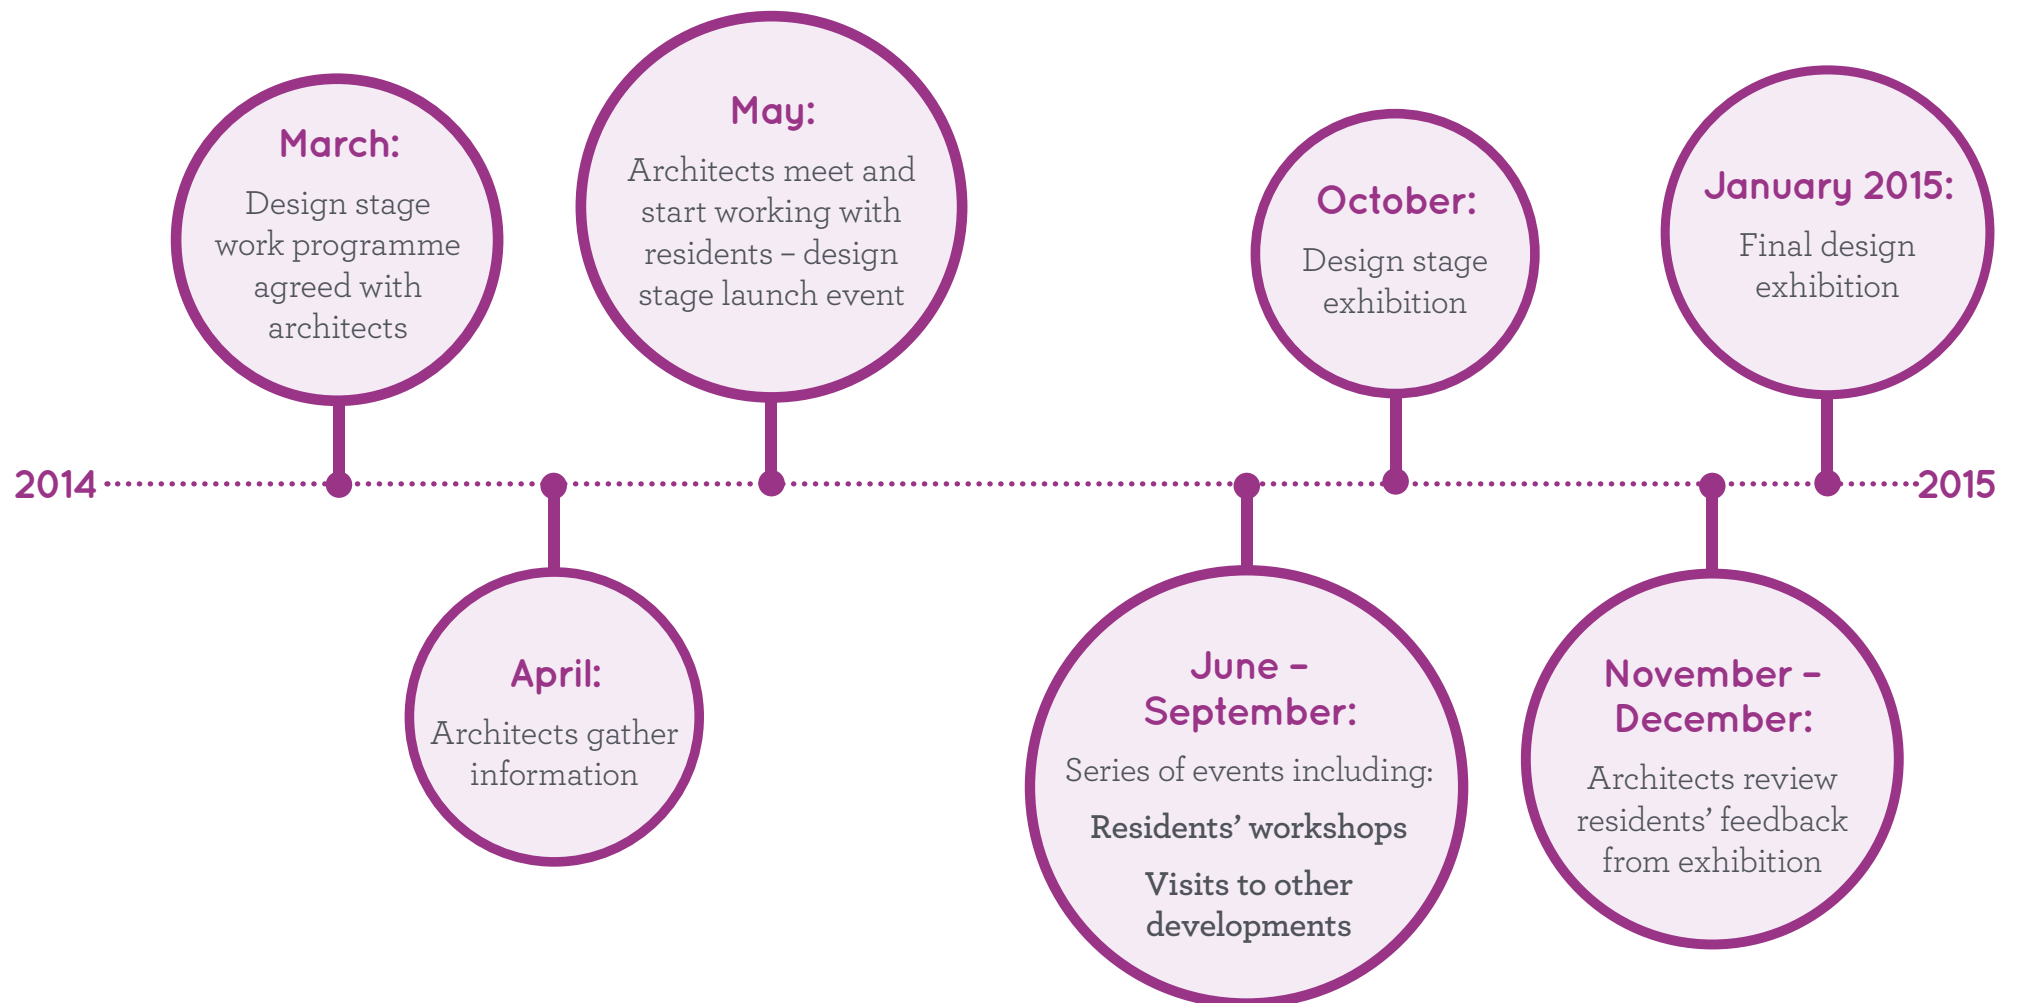 2014
March:
Design stage
work programme
agreed with
architects
April:
Architects gather
information
May:
Architects meet and
start working with
residents – design
stage launch event
June –
September:
Series of events including:
Residents’ workshops
Visits to other
developments
October:
Design stage
exhibition
November –
December:
Architects review
residents’ feedback
from exhibition
January 2015:
Final design
exhibition
2015